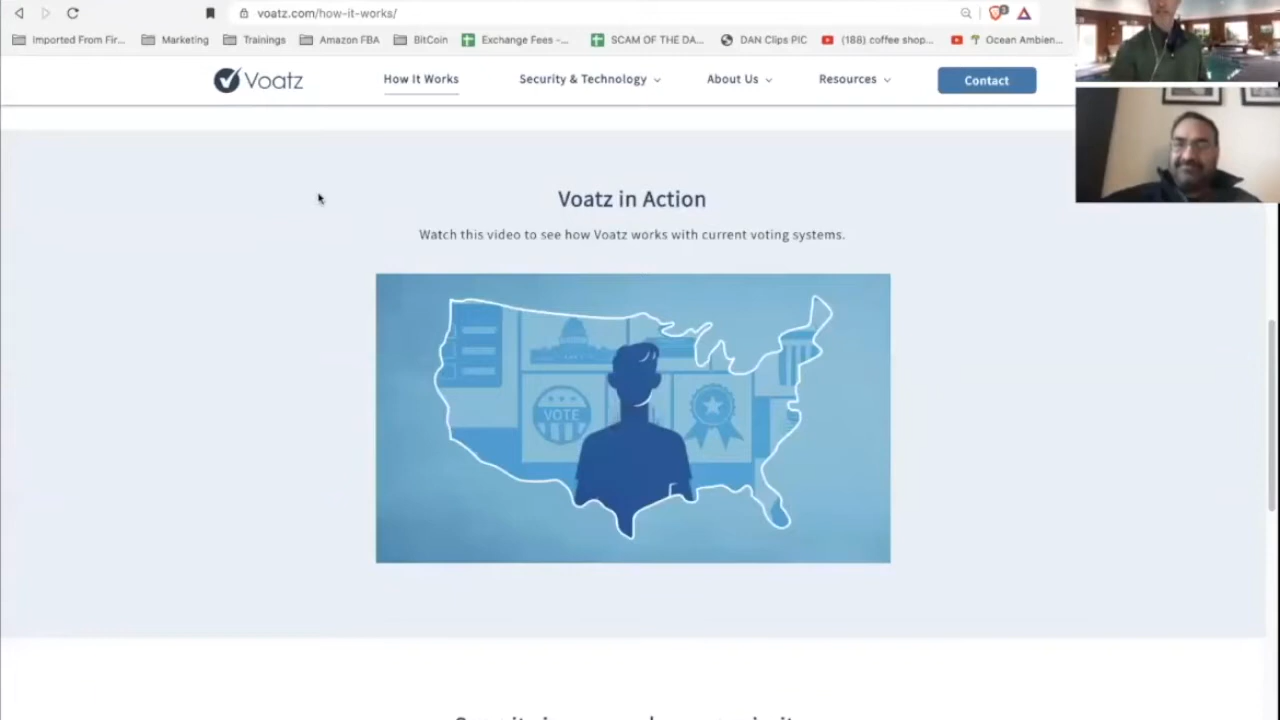 voatz.com/how-it-works/
Imported From Fir... Marketing Trainings Amazon FBA BitCoin Exchange Fees -... SCAM OF THE DA... DAN Clips PIC (188) coffee shop... Ocean Ambien...
Voatz How It Works Security & Technology About Us Resources Contact
Voatz in Action
Watch this video to see how Voatz works with current voting systems.
VOTE